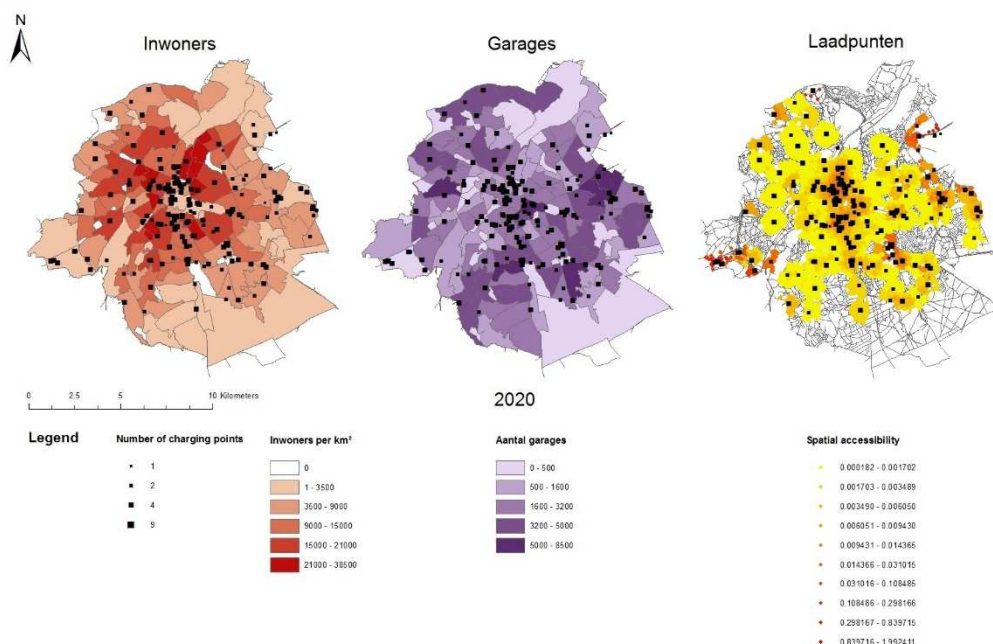 N
Inwoners
Garages
Laadpunten
0 2.5 5 10 Kilometers
2020
Legend
Number of charging points
1
2
4
9
Inwoners per km²
0
1 - 3500
3500 - 9000
9000 - 15000
15000 - 21000
21000 - 38500
Aantal garages
0 - 500
500 - 1600
1600 - 3200
3200 - 5000
5000 - 8500
Spatial accessibility
0.000182 - 0.001702
0.001703 - 0.003489
0.003490 - 0.006050
0.006051 - 0.009430
0.009431 - 0.014365
0.014366 - 0.031015
0.031016 - 0.108485
0.108486 - 0.298166
0.298167 - 0.839715
0.839716 - 1.992411